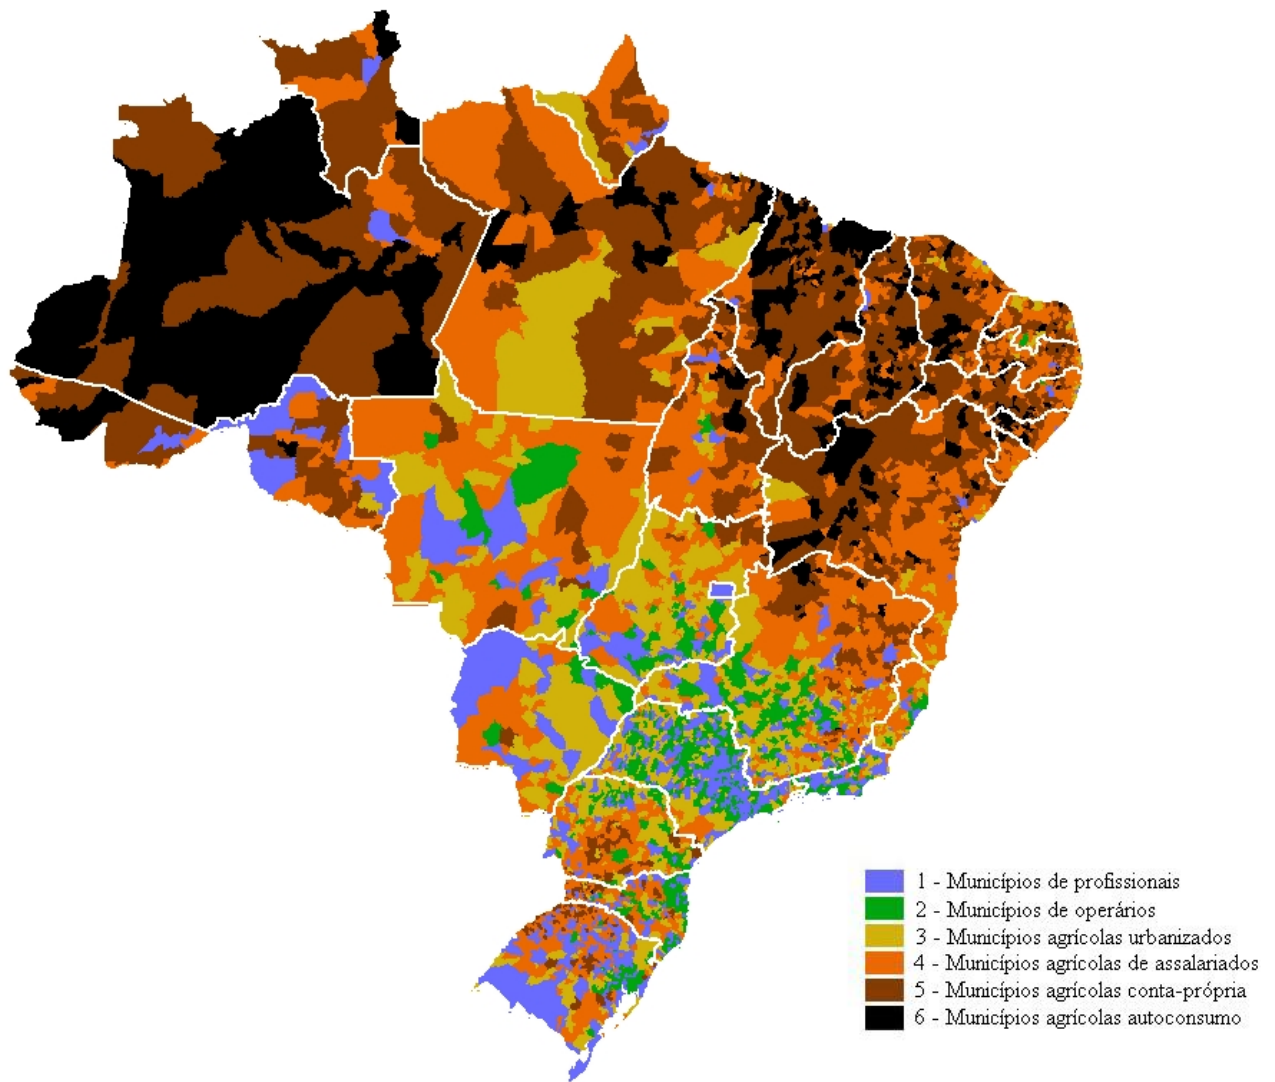 1 - Municípios de profissionais
2 - Municípios de operários
3 - Municípios agrícolas urbanizados
4 - Municípios agrícolas de assalariados
5 - Municípios agrícolas conta-própria
6 - Municípios agrícolas autoconsumo